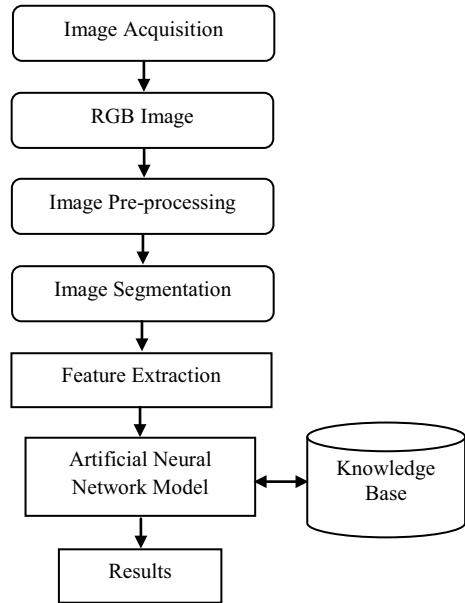 Image Acquisition
RGB Image
Image Pre-processing
Image Segmentation
Feature Extraction
Artificial Neural
Network Model
Knowledge
Base
Results